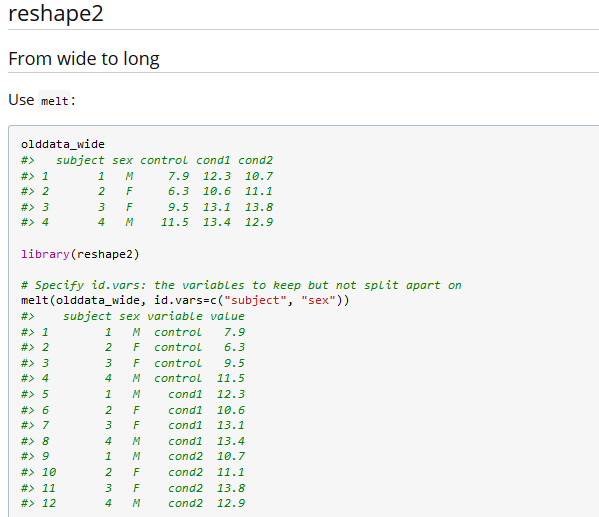 reshape2
From wide to long
Use melt:
olddata_wide
#>   subject sex control cond1 cond2
#> 1       1   M     7.9  12.3  10.7
#> 2       2   F     6.3  10.6  11.1
#> 3       3   F     9.5  13.1  13.8
#> 4       4   M    11.5  13.4  12.9
library(reshape2)
# Specify id.vars: the variables to keep but not split apart on
melt(olddata_wide, id.vars=c("subject", "sex"))
#>    subject sex variable value
#> 1        1   M  control   7.9
#> 2        2   F  control   6.3
#> 3        3   F  control   9.5
#> 4        4   M  control  11.5
#> 5        1   M    cond1  12.3
#> 6        2   F    cond1  10.6
#> 7        3   F    cond1  13.1
#> 8        4   M    cond1  13.4
#> 9        1   M    cond2  10.7
#> 10       2   F    cond2  11.1
#> 11       3   F    cond2  13.8
#> 12       4   M    cond2  12.9